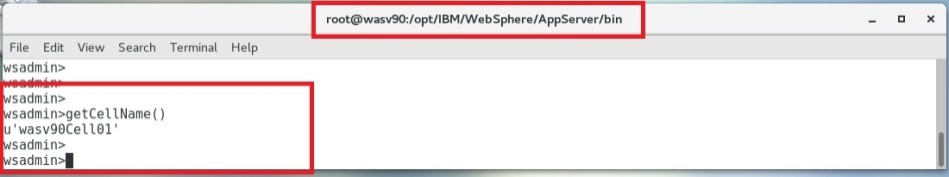 root@wasv90:/opt/IBM/WebSphere/AppServer/bin
File Edit View Search Terminal Help
wsadmin>
wsadmin>
wsadmin>
wsadmin>getCellName()
u'wasv90Cell01'
wsadmin>
wsadmin>